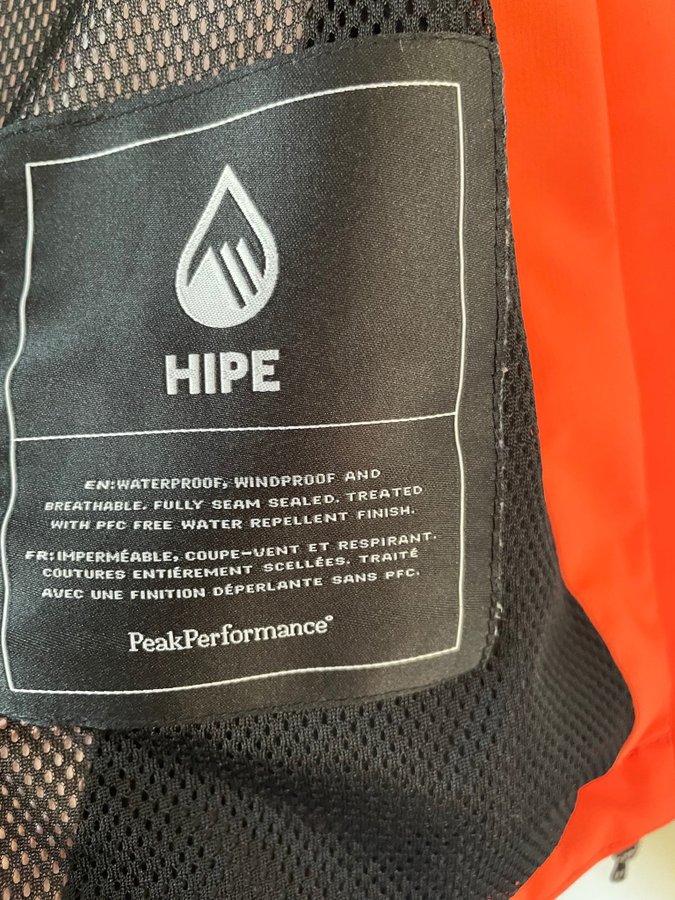 HIPE
EN:WATERPROOF, WINDPROOF AND
BREATHABLE. FULLY SEAM SEALED. TREATED
WITH PFC FREE WATER REPELLENT FINISH.
FR:IMPERMÉABLE, COUPE-VENT ET RESPIRANT.
COUTURES ENTIÉREMENT SCELLÉES. TRAITÉ
AVEC UNE FINITION DÉPERLANTE SANS PFC.
PeakPerformance®